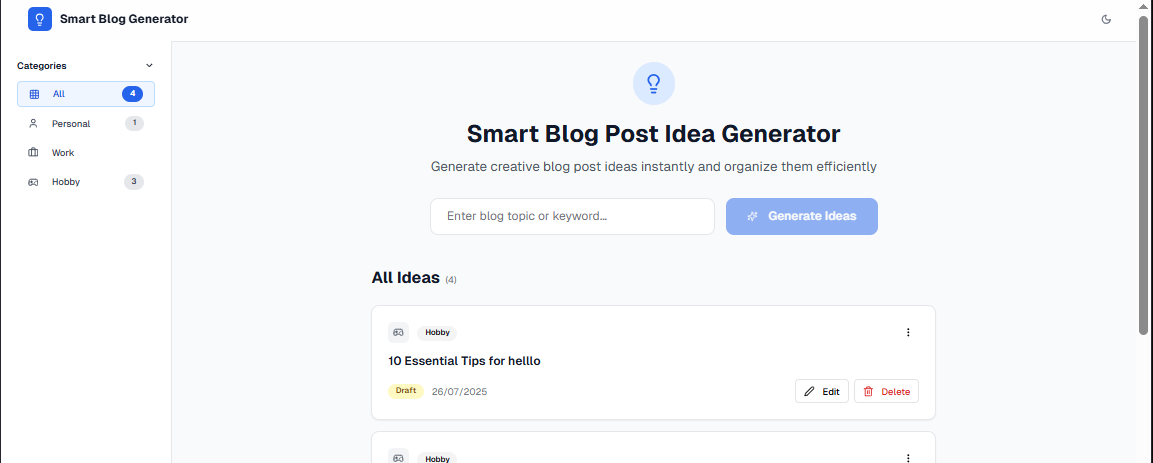 Smart Blog Generator
Categories
All 4
Personal 1
Work
Hobby 3
Smart Blog Post Idea Generator
Generate creative blog post ideas instantly and organize them efficiently
Enter blog topic or keyword...
Generate Ideas
All Ideas (4)
Hobby
10 Essential Tips for helllo
Draft 26/07/2025
Edit Delete
Hobby